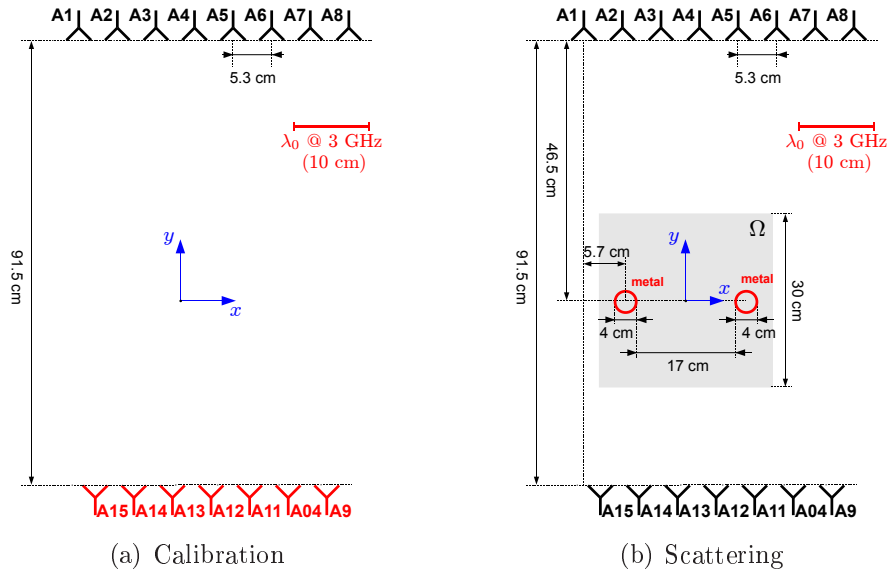 A1 A2 A3 A4 A5 A6 A7 A8
5.3 cm
λ0 @ 3 GHz
(10 cm)
91.5 cm
y
x
A15 A14 A13 A12 A11 A04 A9
(a) Calibration
A1 A2 A3 A4 A5 A6 A7 A8
5.3 cm
λ0 @ 3 GHz
(10 cm)
46.5 cm
91.5 cm
Ω
y
5.7 cm
metal
metal
x
30 cm
4 cm
4 cm
17 cm
A15 A14 A13 A12 A11 A04 A9
(b) Scattering